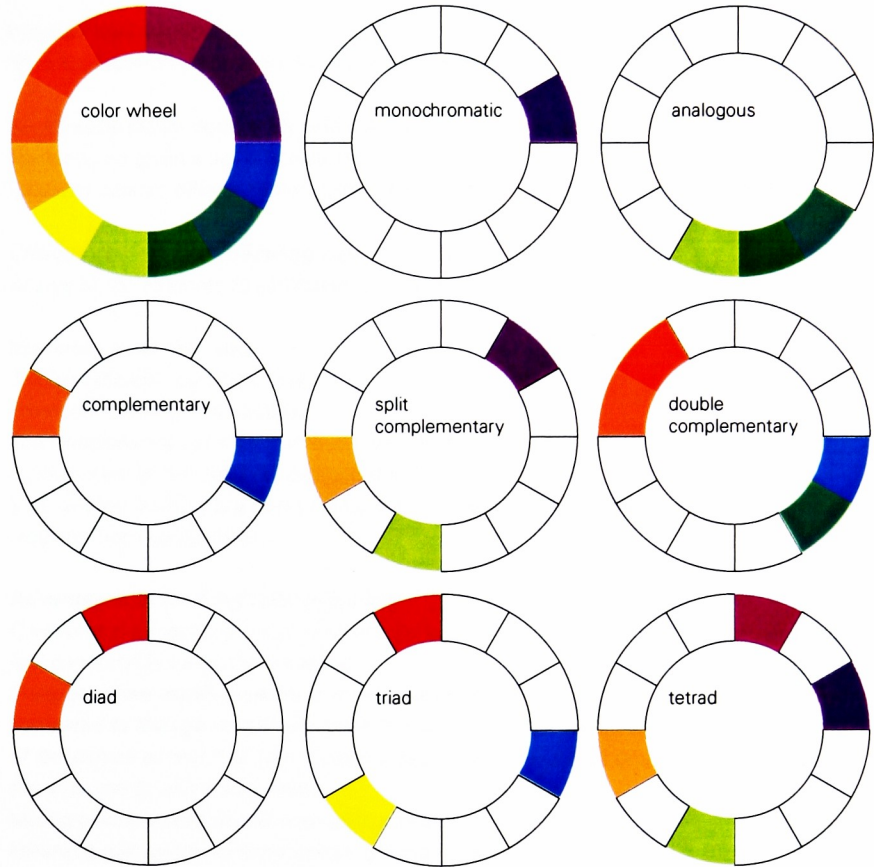 color wheel
monochromatic
analogous
complementary
split
complementary
double
complementary
diad
triad
tetrad